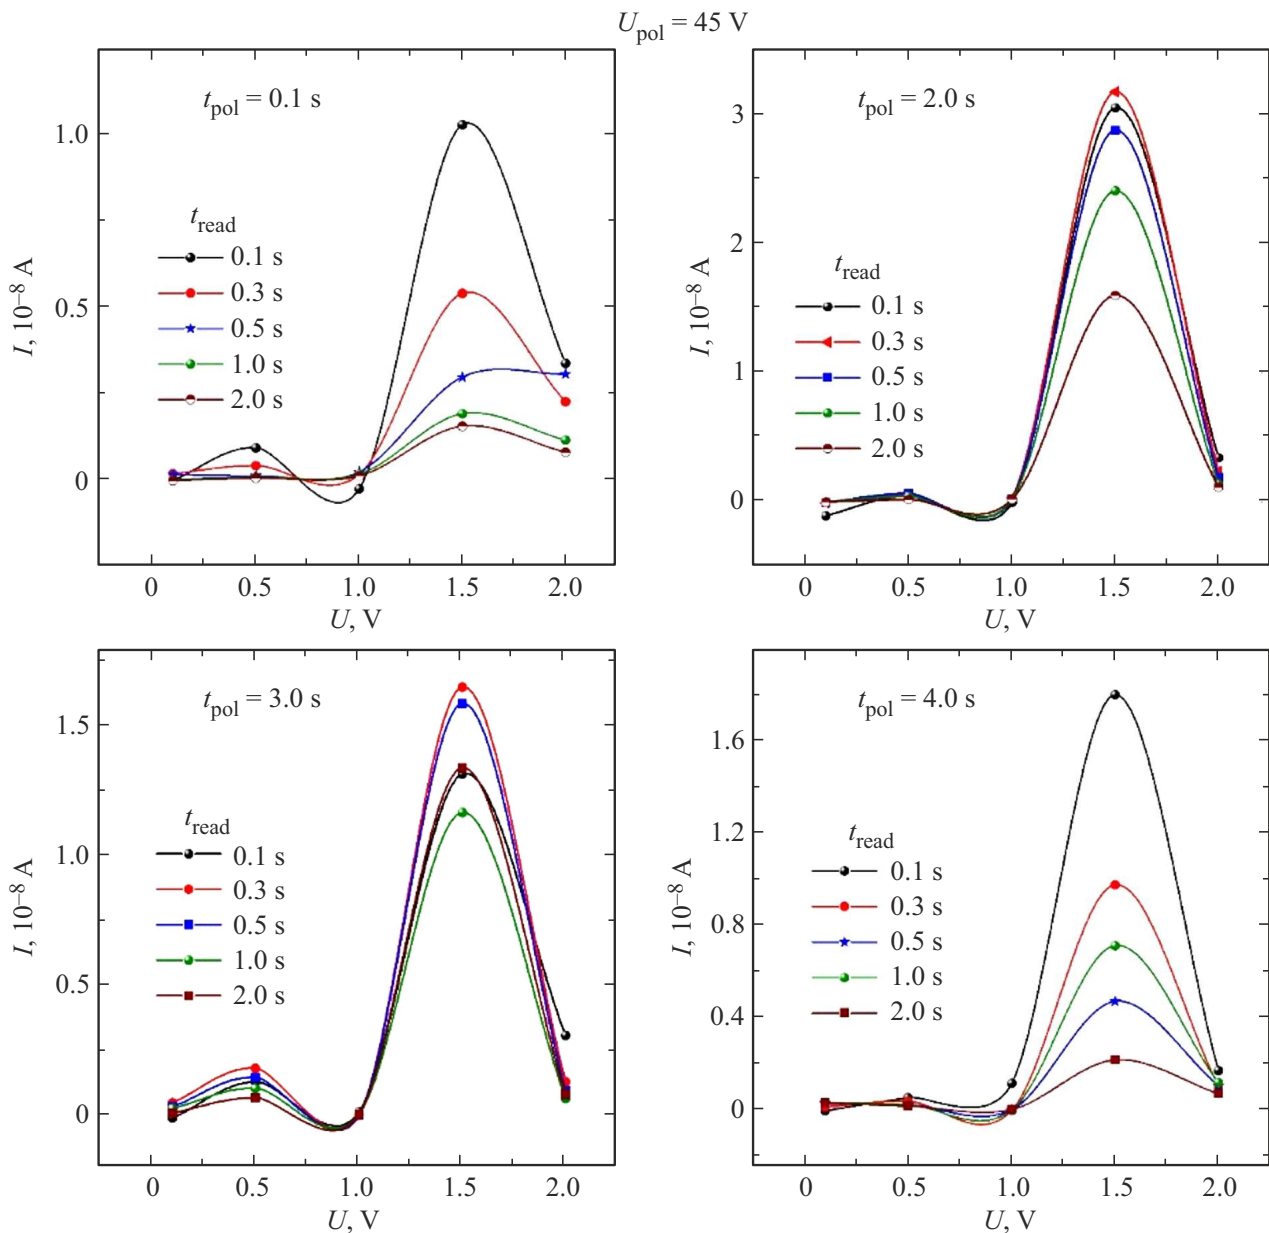 U_pol = 45 V
t_pol = 0.1 s
1.0
0.5
0
I, 10⁻⁸ A
t_read
0.1 s
0.3 s
0.5 s
1.0 s
2.0 s
0 0.5 1.0 1.5 2.0
U, V
t_pol = 2.0 s
3
2
1
0
I, 10⁻⁸ A
t_read
0.1 s
0.3 s
0.5 s
1.0 s
2.0 s
0 0.5 1.0 1.5 2.0
U, V
t_pol = 3.0 s
1.5
1.0
0.5
0
I, 10⁻⁸ A
t_read
0.1 s
0.3 s
0.5 s
1.0 s
2.0 s
0 0.5 1.0 1.5 2.0
U, V
t_pol = 4.0 s
1.6
1.2
0.8
0.4
0
I, 10⁻⁸ A
t_read
0.1 s
0.3 s
0.5 s
1.0 s
2.0 s
0 0.5 1.0 1.5 2.0
U, V